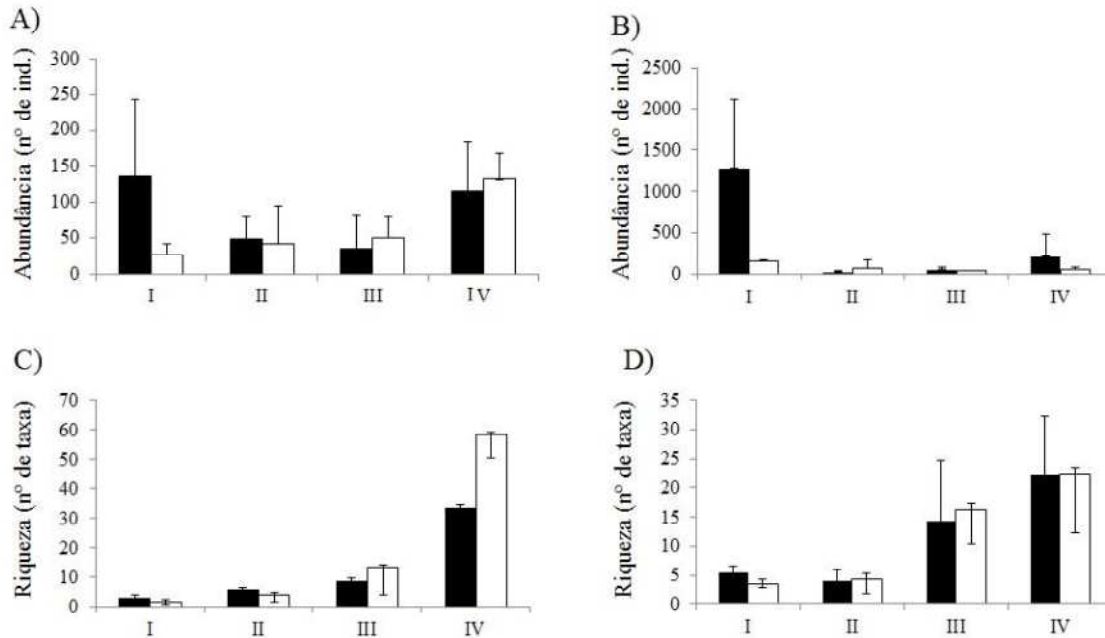 A)
Abundância (nº de ind.)
300
250
200
150
100
50
0
I II III I V
B)
Abundância (nº de ind.)
2500
2000
1500
1000
500
0
I II III IV
C)
Riqueza (nº de taxa)
70
60
50
40
30
20
10
0
I II III IV
D)
Riqueza (nº de taxa)
35
30
25
20
15
10
5
0
I II III IV